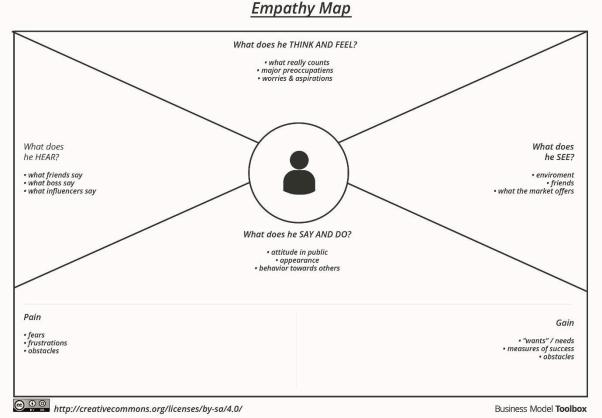 Empathy Map
What does he THINK AND FEEL?
• what really counts
• major preoccupatiens
• worries & aspirations
What does
he HEAR?
• what friends say
• what boss say
• what influencers say
What does
he SEE?
• enviroment
• friends
• what the market offers
What does he SAY AND DO?
• attitude in public
• appearance
• behavior towards others
Pain
• fears
• frustrations
• obstacles
Gain
• "wants" / needs
• measures of success
• obstacles
http://creativecommons.org/licenses/by-sa/4.0/
Business Model Toolbox